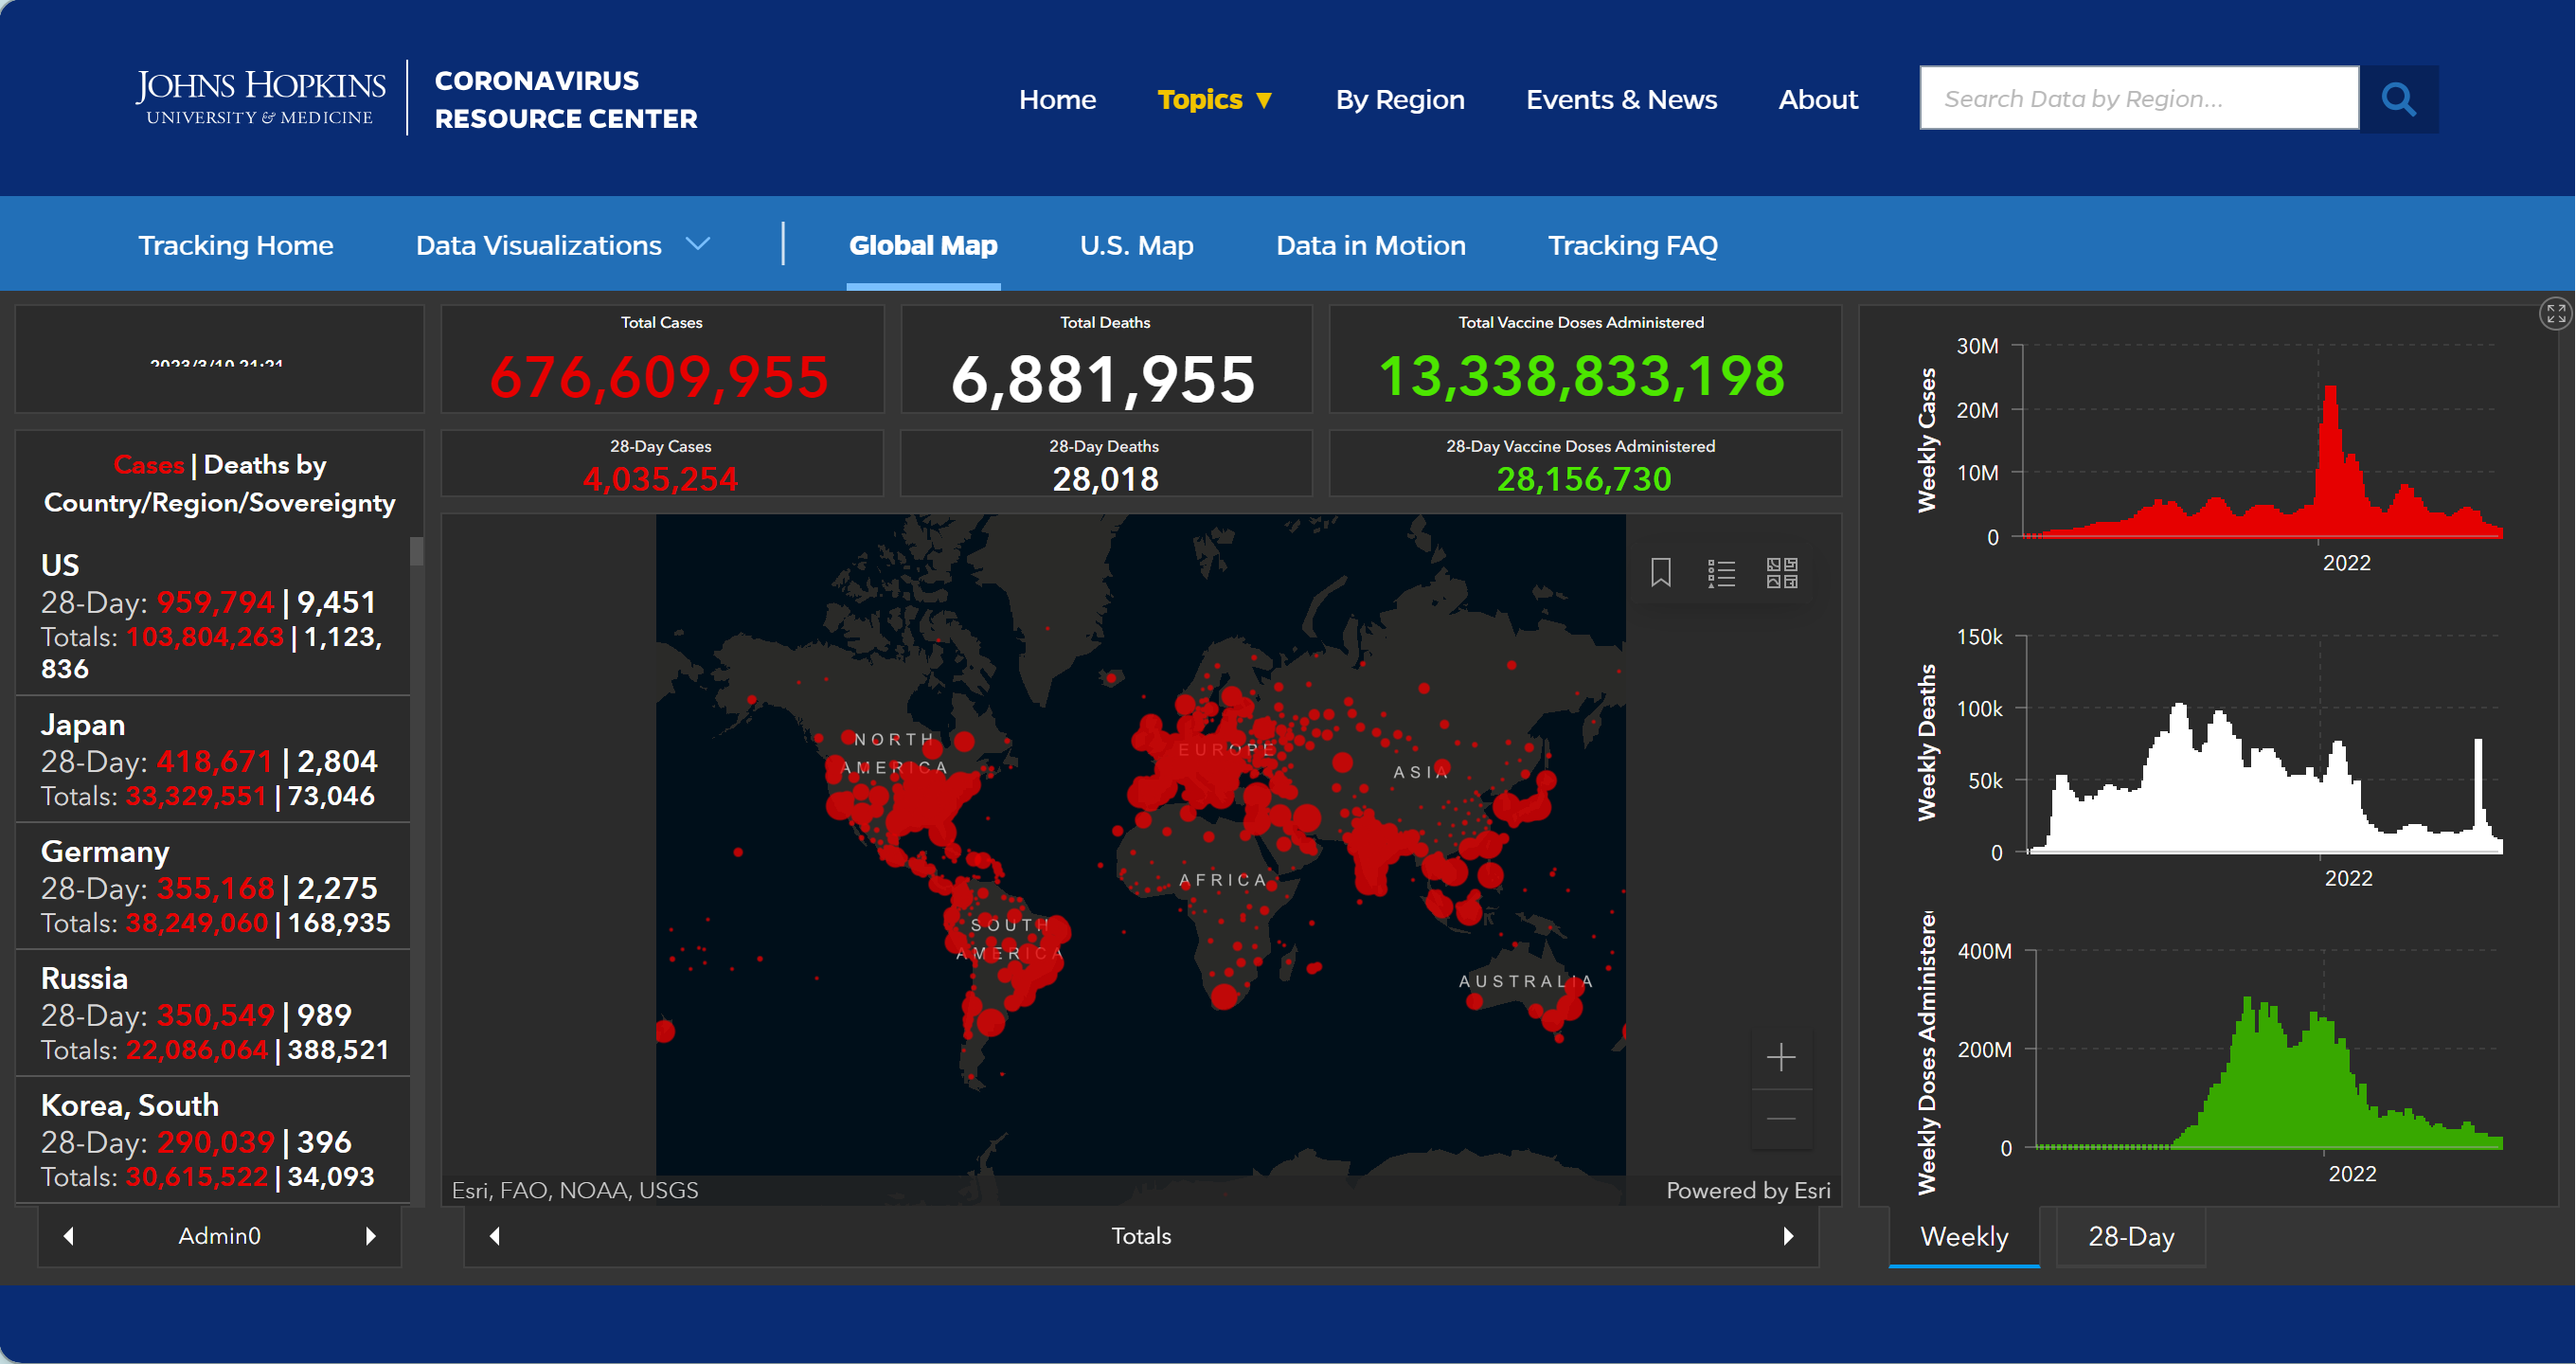 JOHNS HOPKINS
UNIVERSITY & MEDICINE
CORONAVIRUS
RESOURCE CENTER
Home
Topics ▼
By Region
Events & News
About
Search Data by Region...
Tracking Home
Data Visualizations
Global Map
U.S. Map
Data in Motion
Tracking FAQ
2023/3/10 21:21
Total Cases
676,609,955
Total Deaths
6,881,955
Total Vaccine Doses Administered
13,338,833,198
28-Day Cases
4,035,254
28-Day Deaths
28,018
28-Day Vaccine Doses Administered
28,156,730
Cases | Deaths by
Country/Region/Sovereignty
US
28-Day: 959,794 | 9,451
Totals: 103,804,263 | 1,123,
836
Japan
28-Day: 418,671 | 2,804
Totals: 33,329,551 | 73,046
Germany
28-Day: 355,168 | 2,275
Totals: 38,249,060 | 168,935
Russia
28-Day: 350,549 | 989
Totals: 22,086,064 | 388,521
Korea, South
28-Day: 290,039 | 396
Totals: 30,615,522 | 34,093
Admin0
NORTH
AMERICA
EUROPE
ASIA
AFRICA
SOUTH
AMERICA
AUSTRALIA
Esri, FAO, NOAA, USGS
Powered by Esri
Totals
Weekly Cases
30M
20M
10M
0
2022
Weekly Deaths
150k
100k
50k
0
2022
Weekly Doses Administere
400M
200M
0
2022
Weekly
28-Day